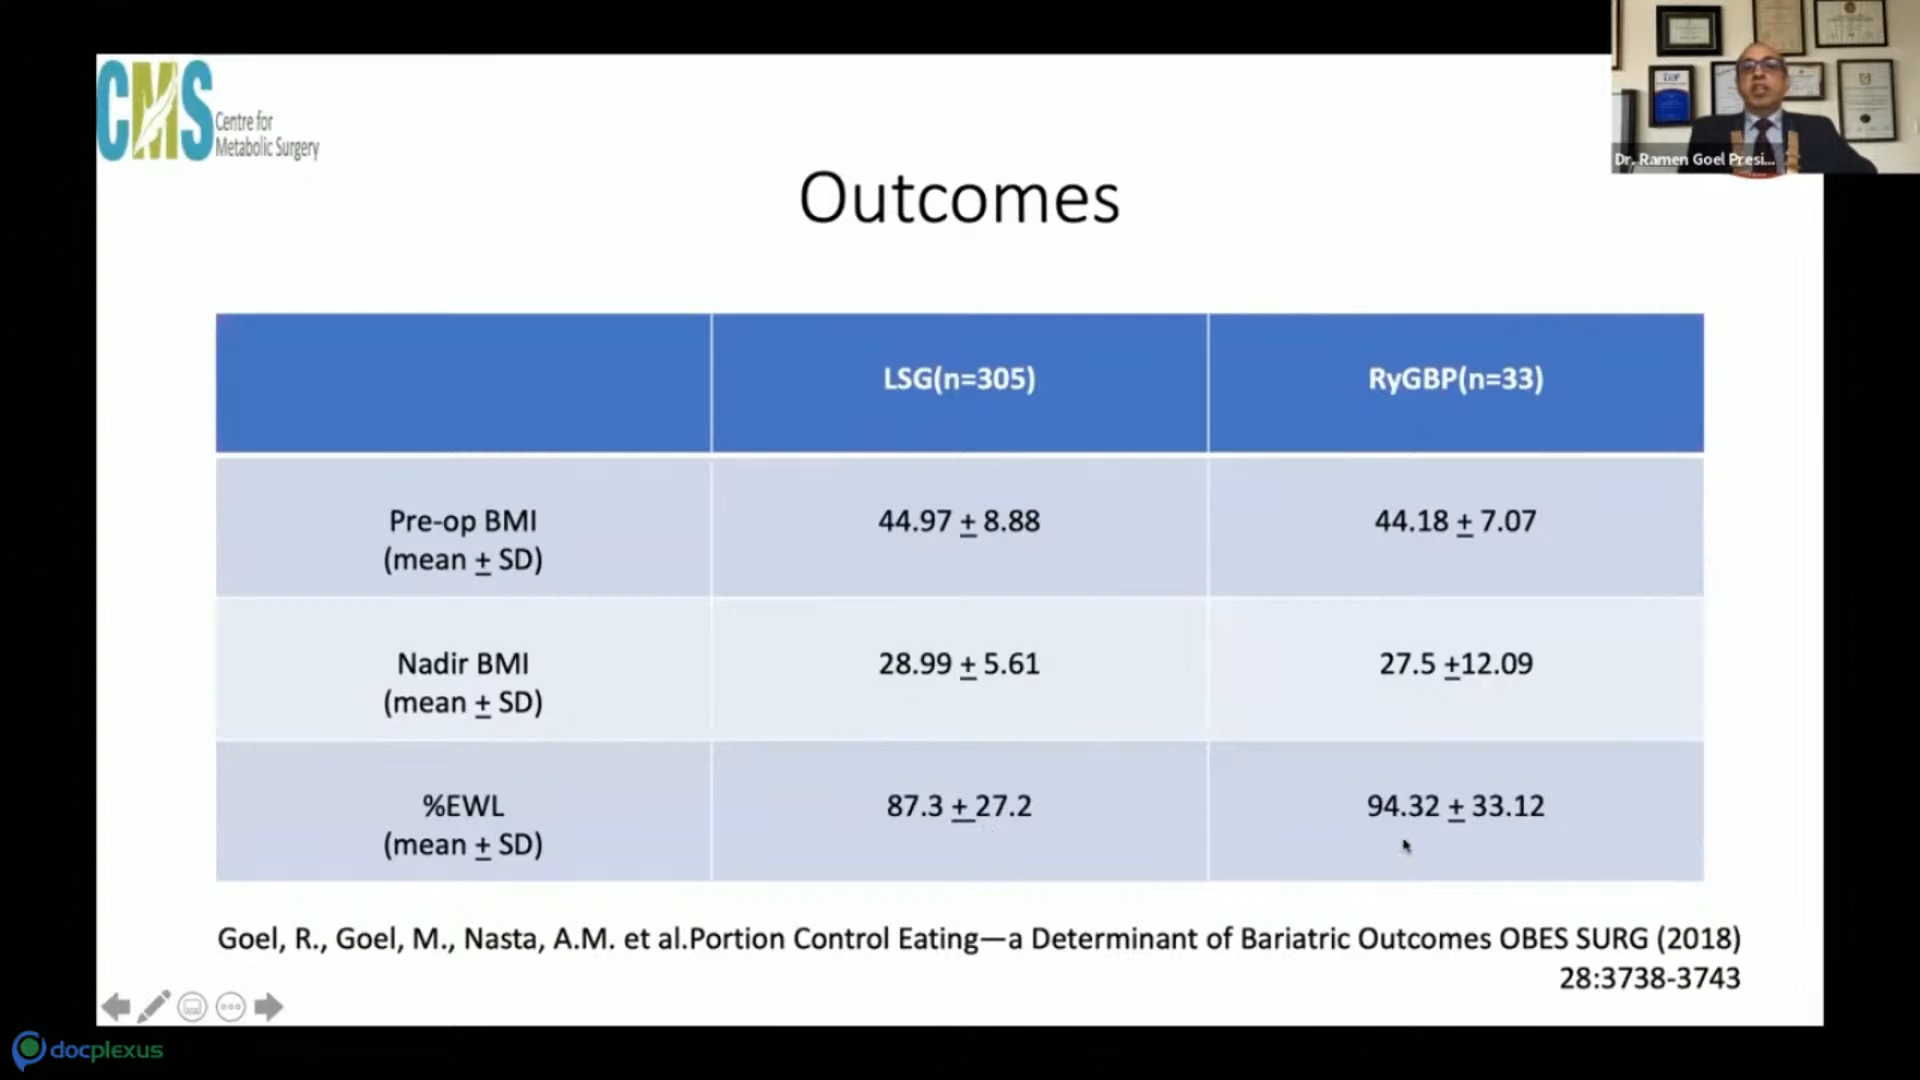 CMS
Centre for
Metabolic Surgery
Dr. Ramen Goel Presi...
Outcomes
LSG(n=305)
RyGBP(n=33)
Pre-op BMI
(mean + SD)
44.97 + 8.88
44.18 + 7.07
Nadir BMI
(mean + SD)
28.99 + 5.61
27.5 +12.09
%EWL
(mean + SD)
87.3 + 27.2
94.32 + 33.12
Goel, R., Goel, M., Nasta, A.M. et al.Portion Control Eating—a Determinant of Bariatric Outcomes OBES SURG (2018)
28:3738-3743
docplexus